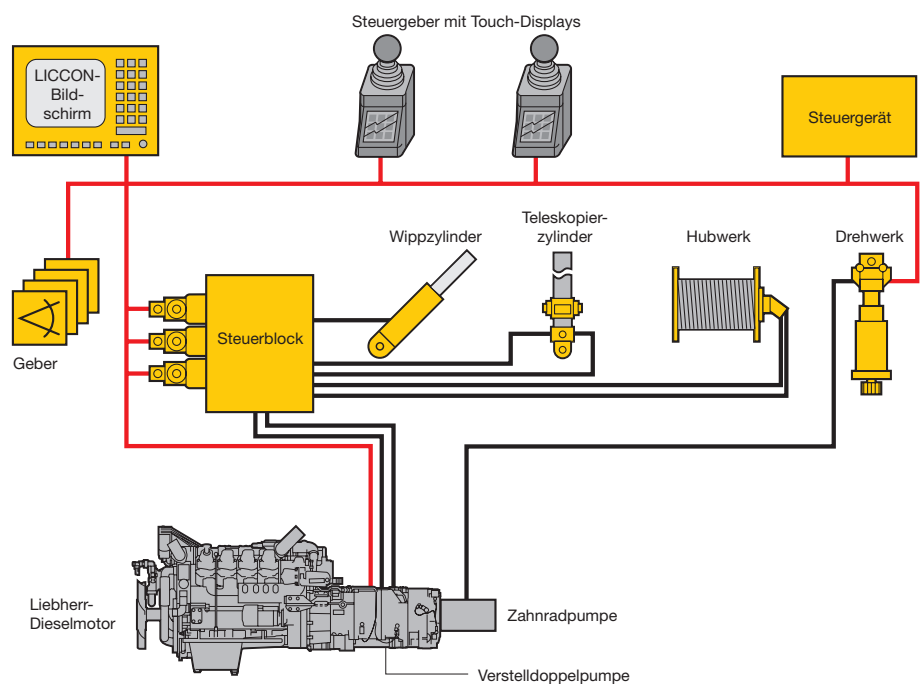 Steuergeber mit Touch-Displays
LICCON-
Bild-
schirm
Steuergerät
Wippzylinder
Teleskopier-
zylinder
Hubwerk
Drehwerk
Steuerblock
Geber
Liebherr-
Dieselmotor
Zahnradpumpe
Verstelldoppelpumpe